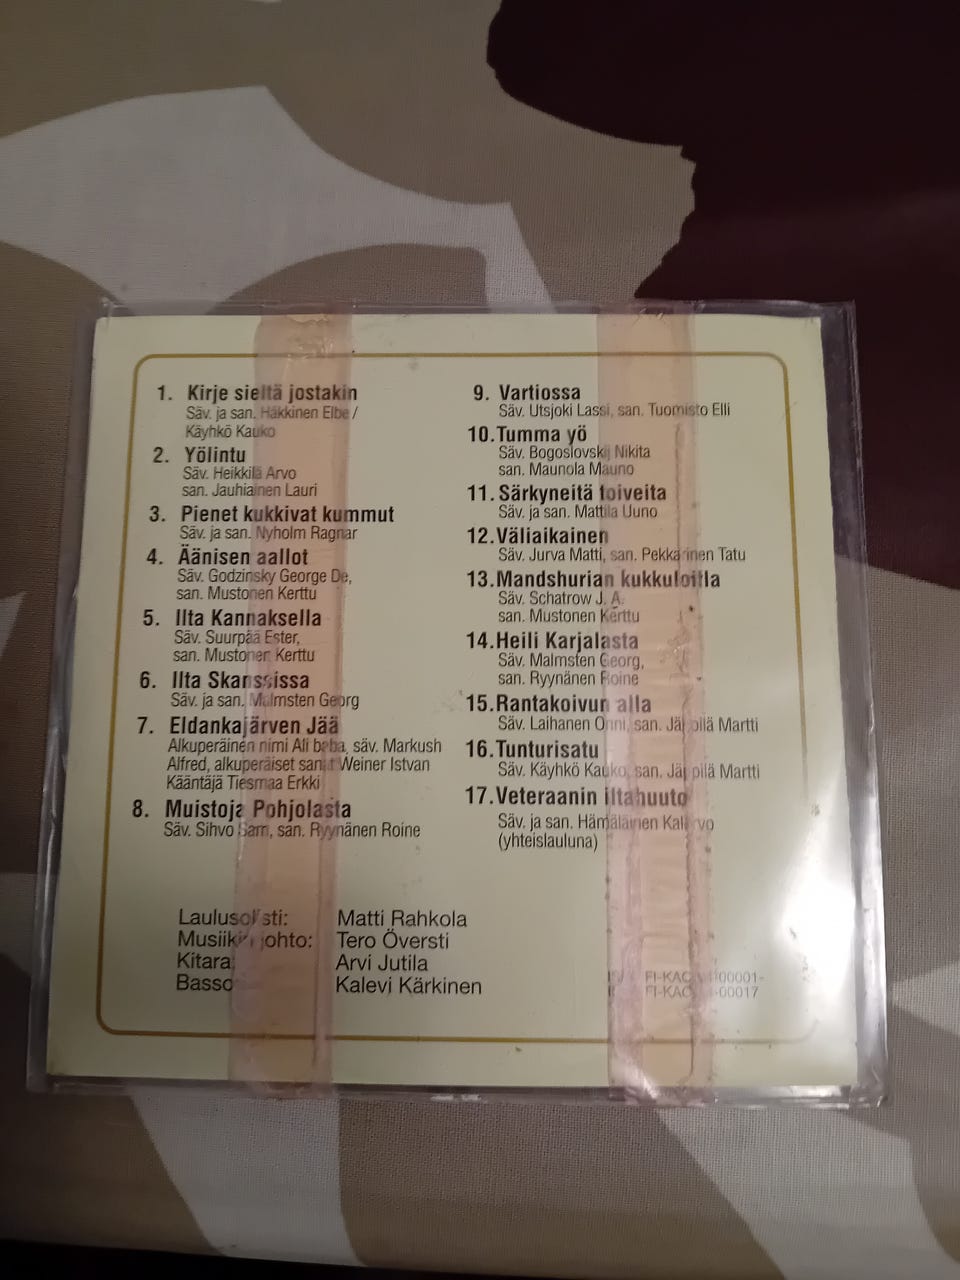 1. Kirje sieltä jostakin
Säv. ja san. Häkkinen Elbe /
Käyhkö Kauko
2. Yölintu
Säv. Heikkilä Arvo
san. Jauhiainen Lauri
3. Pienet kukkivat kummut
Säv. ja san. Nyholm Ragnar
4. Äänisen aallot
Säv. Godzinsky George De,
san. Mustonen Kerttu
5. Ilta Kannaksella
Säv. Suurpää Ester,
san. Mustonen Kerttu
6. Ilta Skanssissa
Säv. ja san. Malmsten Georg
7. Eldankajärven Jää
Alkuperäinen nimi Ali baba, säv. Markush
Alfred, alkuperäiset sanat Weiner Istvan
Kääntäjä Tiesmaa Erkki
8. Muistoja Pohjolasta
Säv. Sihvo Sam, san. Ryynänen Roine
9. Vartiossa
Säv. Utsjoki Lassi, san. Tuomisto Elli
10. Tumma yö
Säv. Bogoslovskij Nikita
san. Maunola Mauno
11. Särkyneitä toiveita
Säv. ja san. Mattila Uuno
12. Väliaikainen
Säv. Jurva Matti, san. Pekkarinen Tatu
13. Mandshurian kukkuloilla
Säv. Schatrow J. A.
san. Mustonen Kerttu
14. Heili Karjalasta
Säv. Malmsten Georg,
san. Ryynänen Roine
15. Rantakoivun alla
Säv. Laihanen Onni, san. Jäppilä Martti
16. Tunturisatu
Säv. Käyhkö Kauko, san. Jäppilä Martti
17. Veteraanin iltahuuto
Säv. ja san. Hämäläinen Kalervo
(yhteislauluna)
Laulusolisti: Matti Rahkola
Musiikin johto: Tero Översti
Kitara: Arvi Jutila
Basso Kalevi Kärkinen